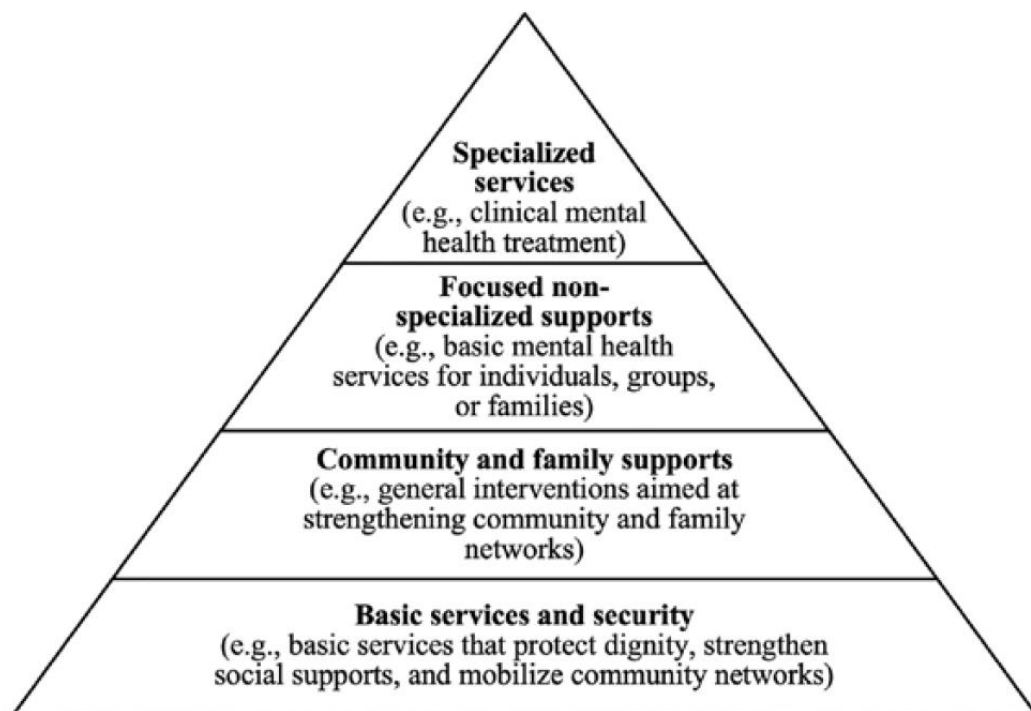 Specialized
services
(e.g., clinical mental
health treatment)
Focused non-
specialized supports
(e.g., basic mental health
services for individuals, groups,
or families)
Community and family supports
(e.g., general interventions aimed at
strengthening community and family
networks)
Basic services and security
(e.g., basic services that protect dignity, strengthen
social supports, and mobilize community networks)